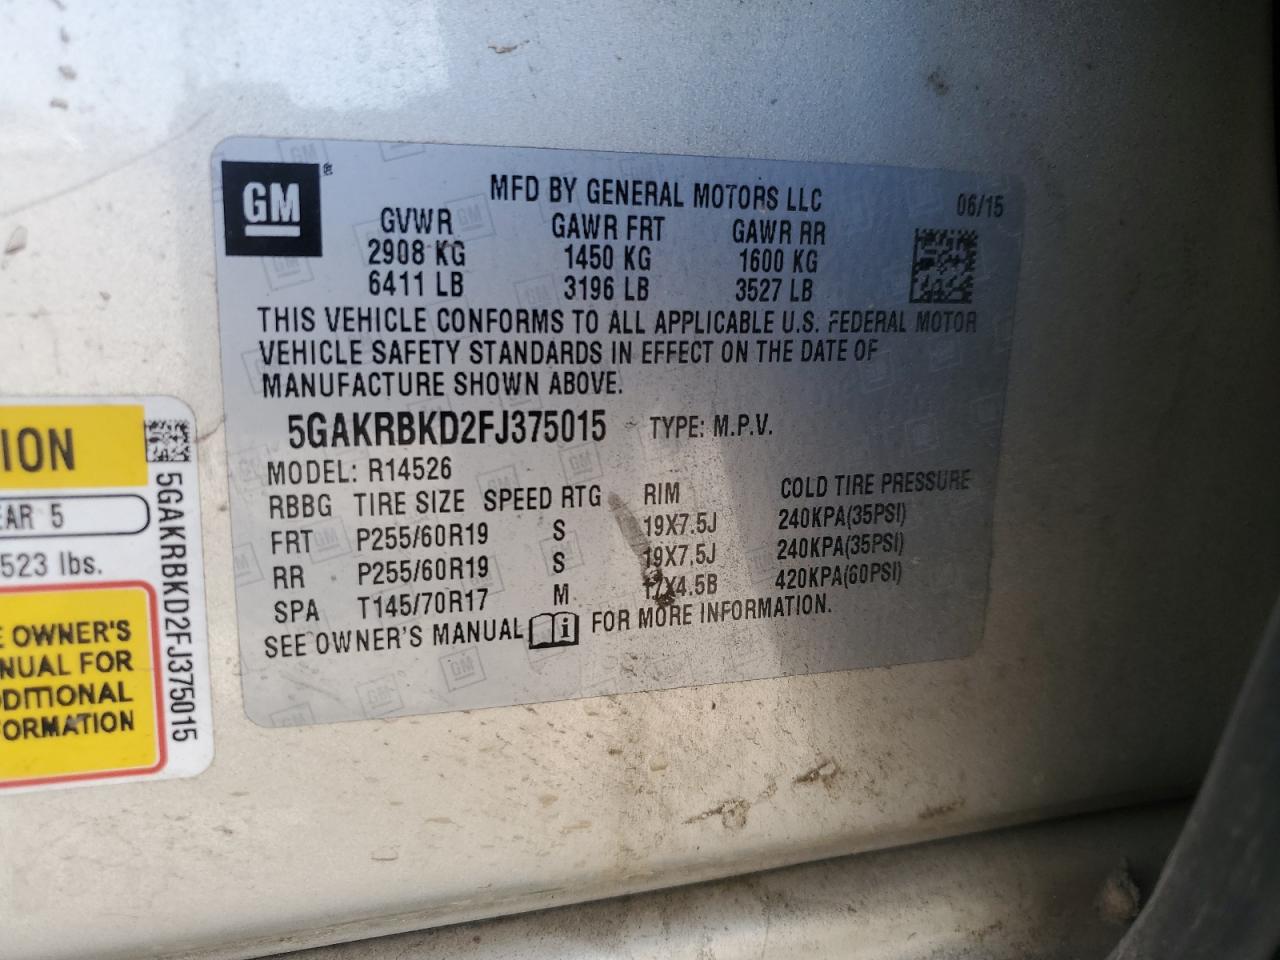 GM
MFD BY GENERAL MOTORS LLC 06/15
GVWR GAWR FRT GAWR RR
2908 KG 1450 KG 1600 KG
6411 LB 3196 LB 3527 LB
THIS VEHICLE CONFORMS TO ALL APPLICABLE U.S. FEDERAL MOTOR
VEHICLE SAFETY STANDARDS IN EFFECT ON THE DATE OF
MANUFACTURE SHOWN ABOVE.
5GAKRBKD2FJ375015 TYPE: M.P.V.
MODEL: R14526
RBBG TIRE SIZE SPEED RTG RIM COLD TIRE PRESSURE
FRT P255/60R19 S 19X7.5J 240KPA(35PSI)
RR P255/60R19 S 19X7.5J 240KPA(35PSI)
SPA T145/70R17 M 17X4.5B 420KPA(60PSI)
SEE OWNER'S MANUAL i FOR MORE INFORMATION.
ION
EAR 5
523 lbs.
E OWNER'S
NUAL FOR
DDITIONAL
FORMATION
5GAKRBKD2FJ375015